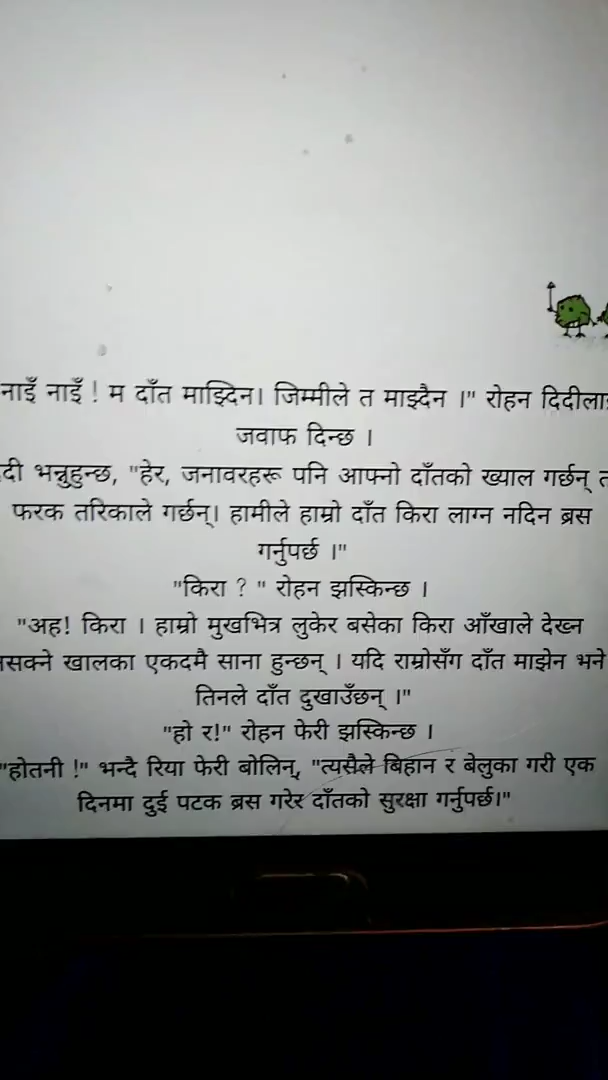 नाइँ नाइँ ! म दाँत माझ्दिन। जिम्मीले त माझ्दैन ।" रोहन
जवाफ दिन्छ ।
भन्नुहुन्छ, "हेर, जनावरहरू पनि आफ्नो दाँतको ख्याल गर्छन्
फरक तरिकाले गर्छन्। हामीले हाम्रो दाँत किरा लाग्न नदिन ब्रस
गर्नुपर्छ ।"
"किरा ? " रोहन झस्किन्छ ।
"अह! किरा । हाम्रो मुखभित्र लुकेर बसेका किरा आँखाले देख्न
खालका एकदमै साना हुन्छन् । यदि राम्रोसँग दाँत माझेन भने
तिनले दाँत दुखाउँछन् ।"
"हो र!" रोहन फेरी झस्किन्छ ।
"होतनी !" भन्दै रिया फेरी बोलिन्, "त्यसैले बिहान र बेलुका गरी एक
दिनमा दुई पटक ब्रस गरेर दाँतको सुरक्षा गर्नुपर्छ।"